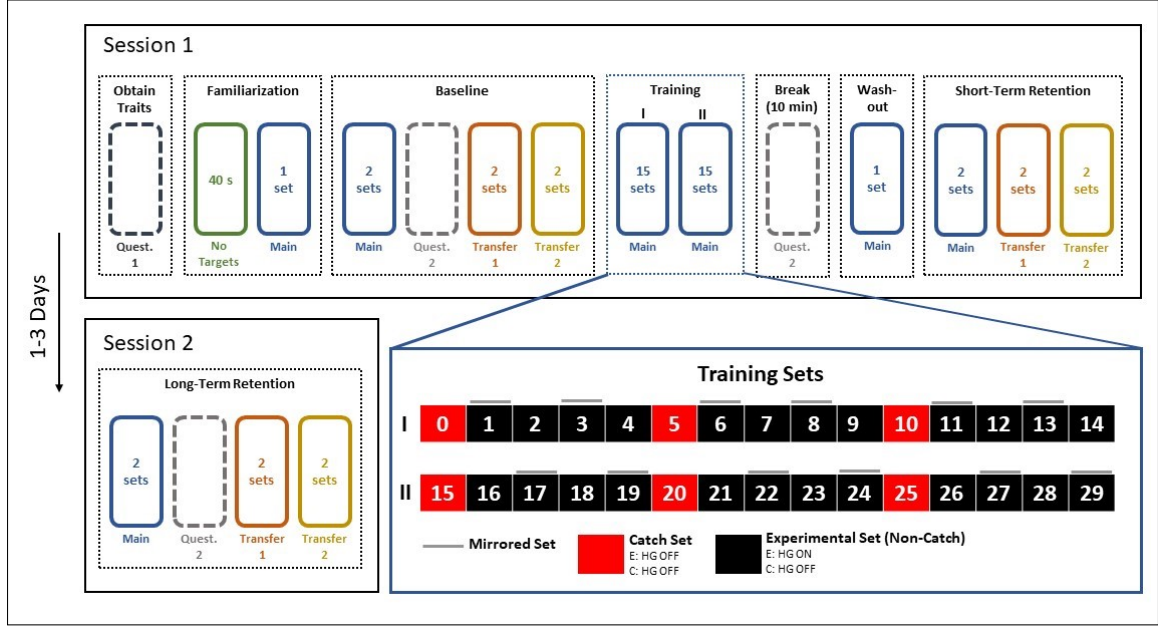 Session 1
Obtain
Traits
Quest.
1
Familiarization
40 s
No
Targets
1
set
Main
Baseline
2
sets
Main
Quest.
2
2
sets
Transfer
1
2
sets
Transfer
2
Training
I
II
15
sets
Main
15
sets
Main
Break
(10 min)
Quest.
2
Wash-
out
1
set
Main
Short-Term Retention
2
sets
Main
2
sets
Transfer
1
2
sets
Transfer
2
1-3 Days
Session 2
Long-Term Retention
2
sets
Main
Quest.
2
2
sets
Transfer
1
2
sets
Transfer
2
Training Sets
I 0 1 2 3 4 5 6 7 8 9 10 11 12 13 14
II 15 16 17 18 19 20 21 22 23 24 25 26 27 28 29
Mirrored Set
Catch Set
E: HG OFF
C: HG OFF
Experimental Set (Non-Catch)
E: HG ON
C: HG OFF